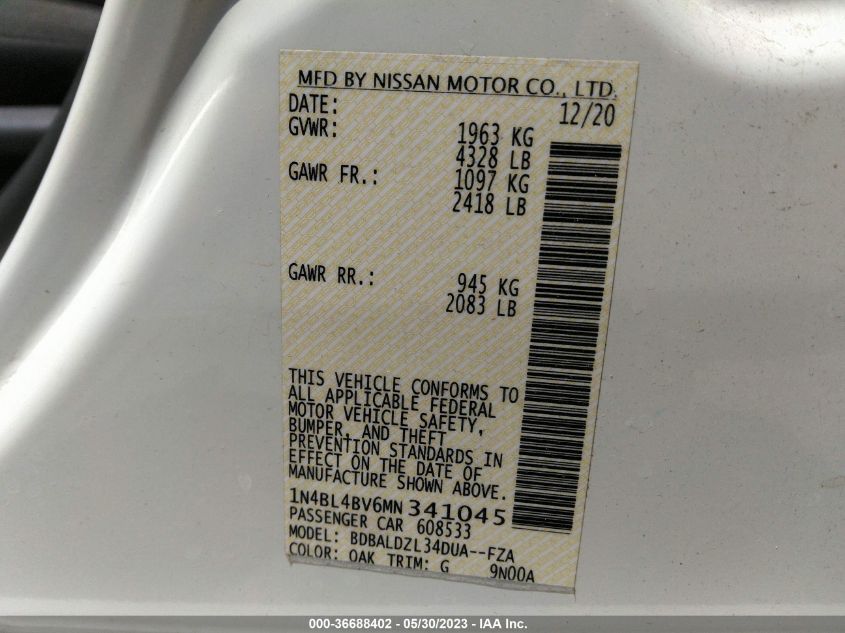 MFD BY NISSAN MOTOR CO., LTD.
DATE: 12/20
GVWR: 1963 KG
4328 LB
GAWR FR.: 1097 KG
2418 LB
GAWR RR.: 945 KG
2083 LB
THIS VEHICLE CONFORMS TO
ALL APPLICABLE FEDERAL
MOTOR VEHICLE SAFETY,
BUMPER, AND THEFT
PREVENTION STANDARDS IN
EFFECT ON THE DATE OF
MANUFACTURE SHOWN ABOVE.
1N4BL4BV6MN341045
PASSENGER CAR 608533
MODEL: BDBALDZL34DUA--FZA
COLOR: QAK TRIM: G 9N00A
000-36688402 - 05/30/2023 - IAA Inc.